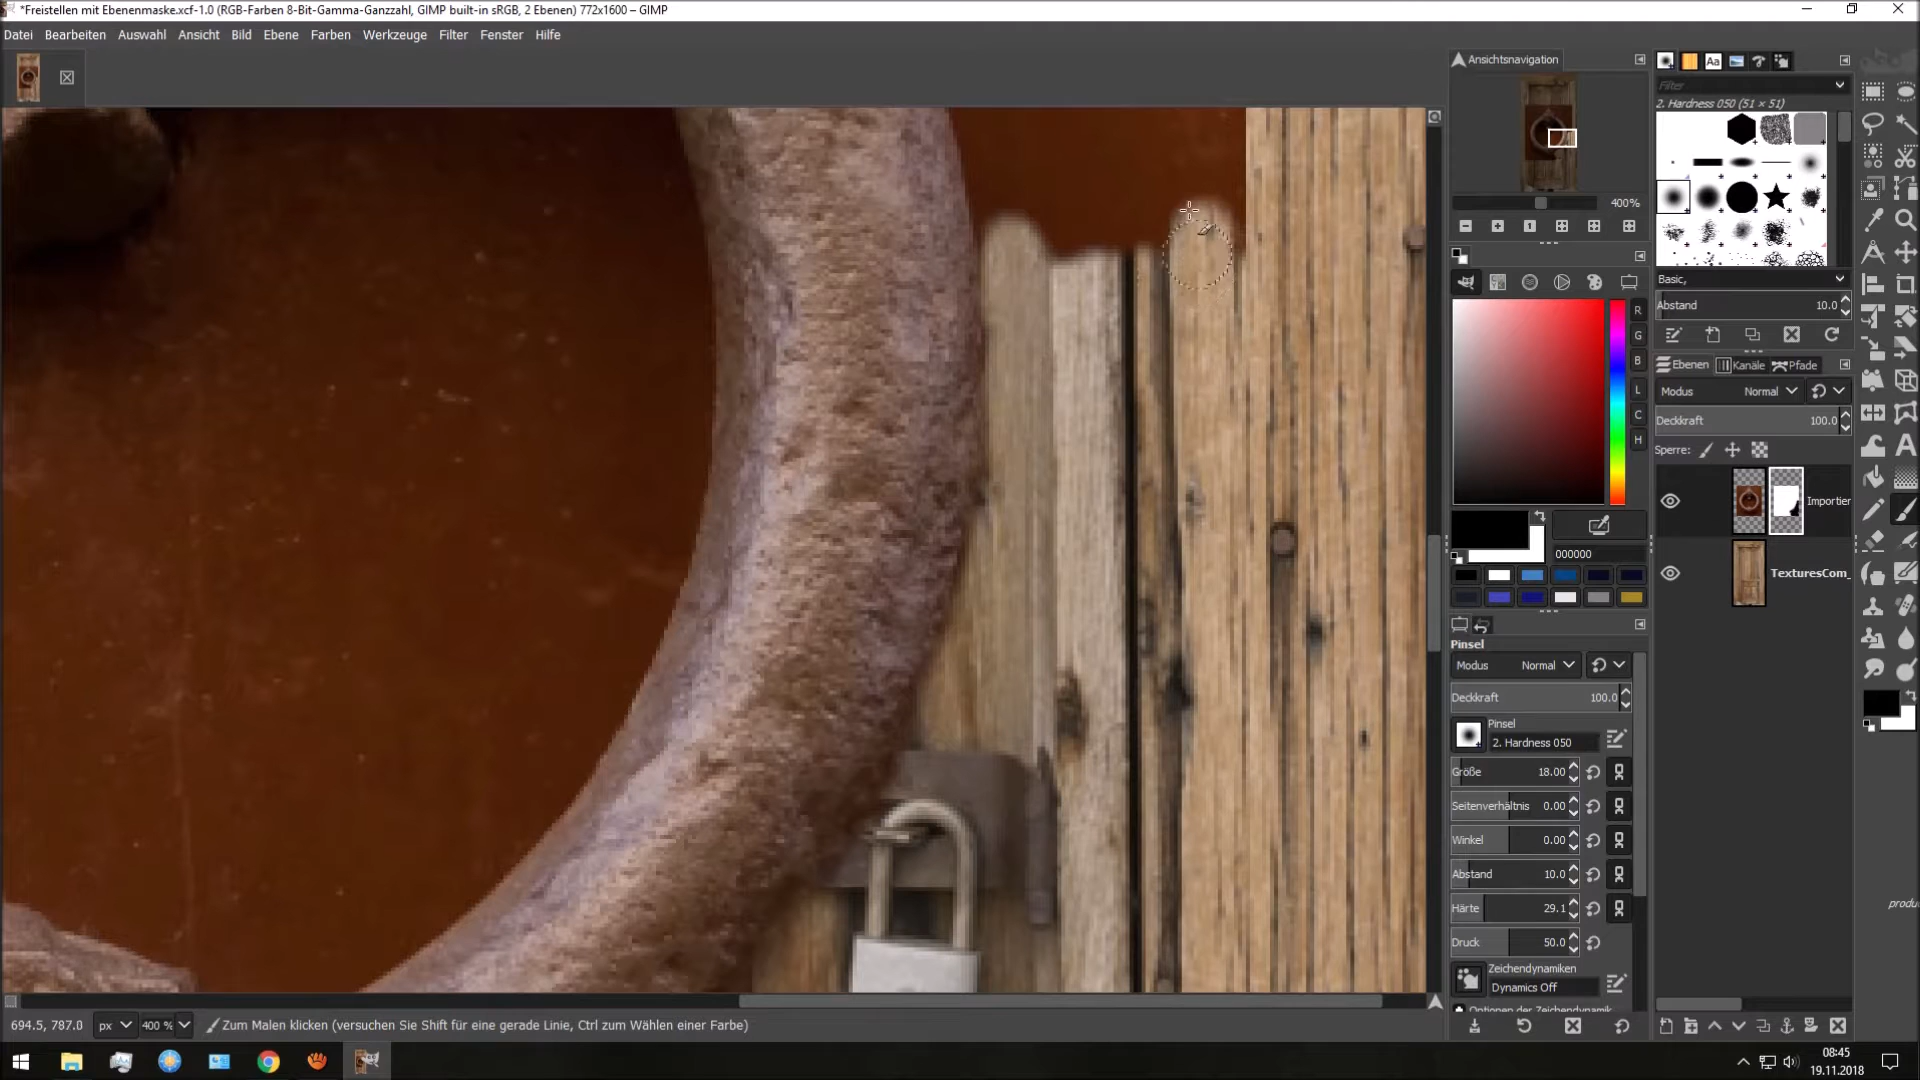 *Freistellen mit Ebenenmaske.xcf-1.0 (RGB-Farben 8-Bit-Gamma-Ganzzahl, GIMP built-in sRGB, 2 Ebenen) 772x1600 – GIMP
Datei Bearbeiten Auswahl Ansicht Bild Ebene Farben Werkzeuge Filter Fenster Hilfe
Ansichtsnavigation
400%
Filter
2. Hardness 050 (51 × 51)
Basic,
Abstand 10.0
R
G
B
L
C
H
000000
Ebenen Kanäle Pfade
Modus Normal
Deckkraft 100.0
Sperre:
Importier
TexturesCom_
Pinsel
Modus Normal
Deckkraft 100.0
Pinsel
2. Hardness 050
Größe 18.00
Seitenverhältnis 0.00
Winkel 0.00
Abstand 10.0
Härte 29.1
Druck 50.0
Zeichendynamiken
Dynamics Off
Optionen der Zeichendynamik
produ
694.5, 787.0 px 400 % Zum Malen klicken (versuchen Sie Shift für eine gerade Linie, Ctrl zum Wählen einer Farbe)
08:45
19.11.2018